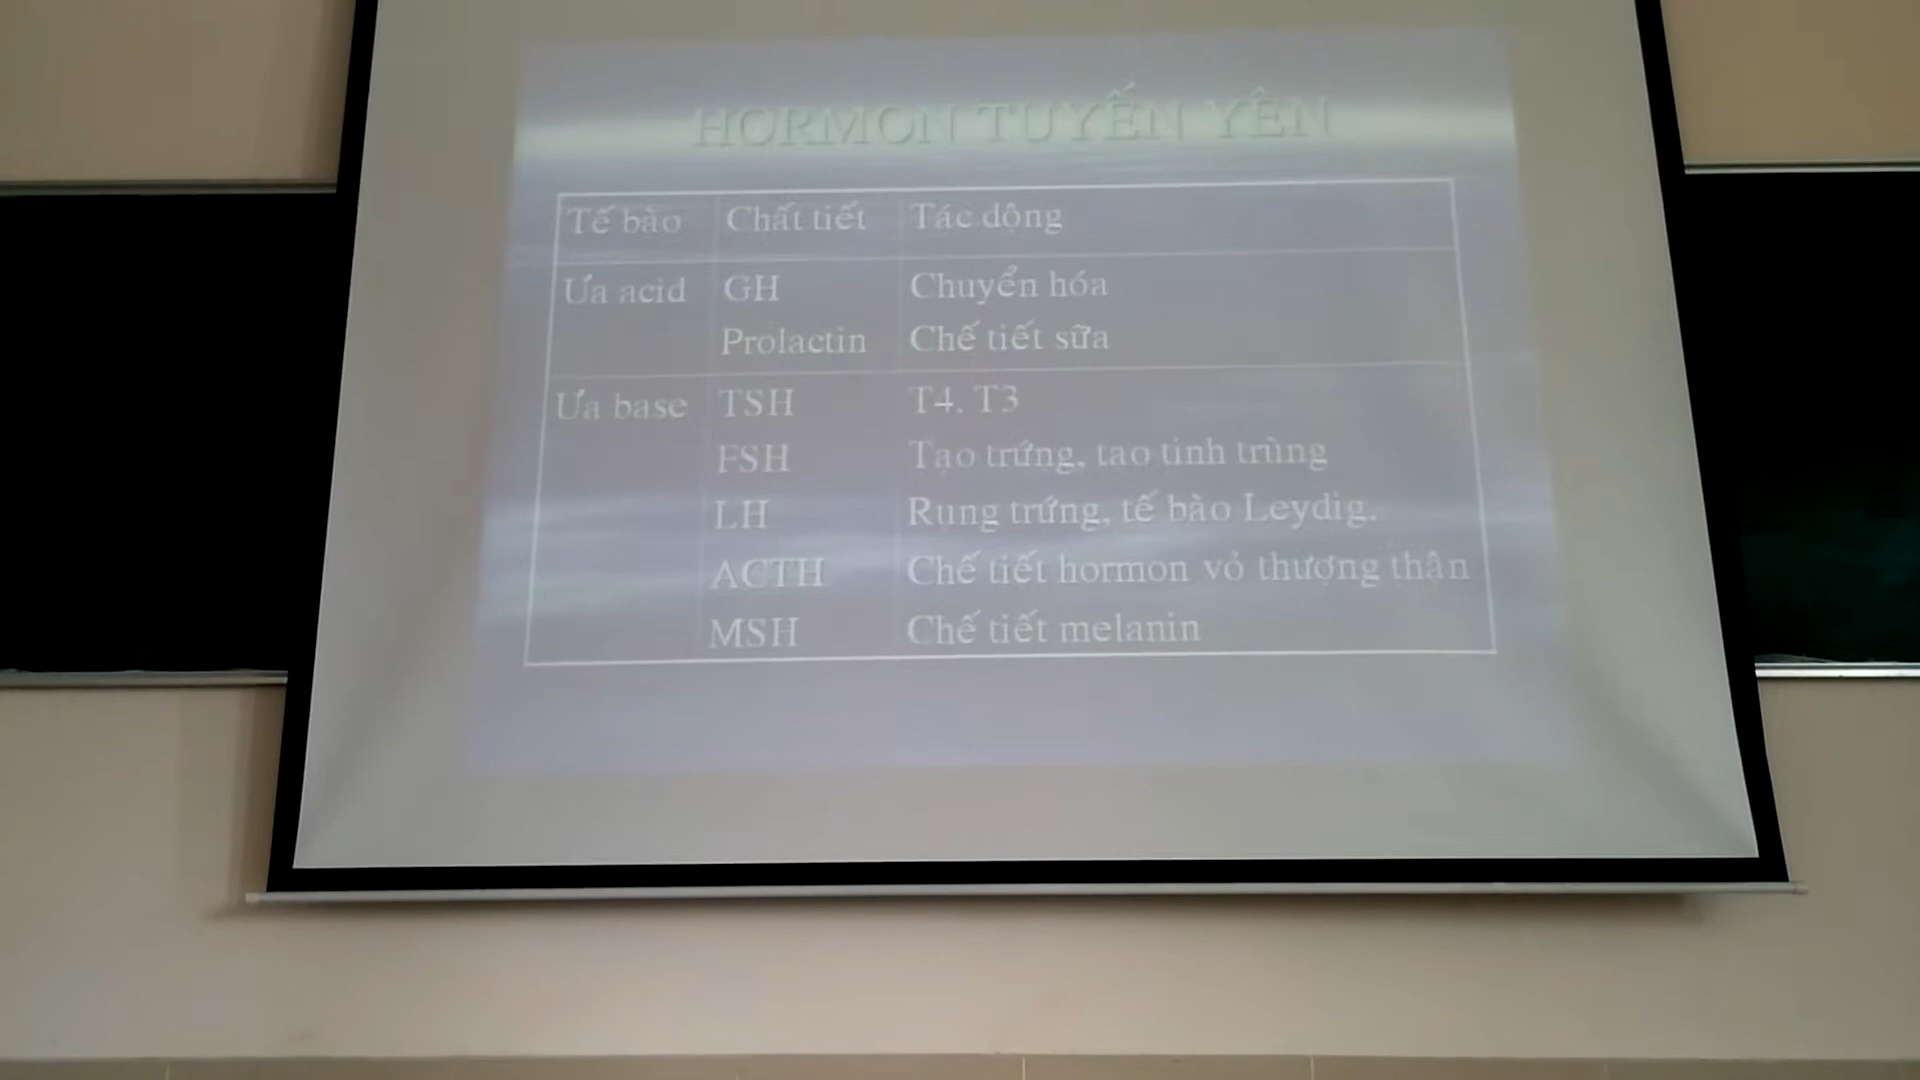 HORMON TUYẾN YÊN
Tế bào Chất tiết Tác động
Ưa acid GH Chuyển hóa
Prolactin Chế tiết sữa
Ưa base TSH T4. T3
FSH Tạo trứng, tạo tinh trùng
LH Rụng trứng, tế bào Leydig.
ACTH Chế tiết hormon vỏ thượng thận
MSH Chế tiết melanin